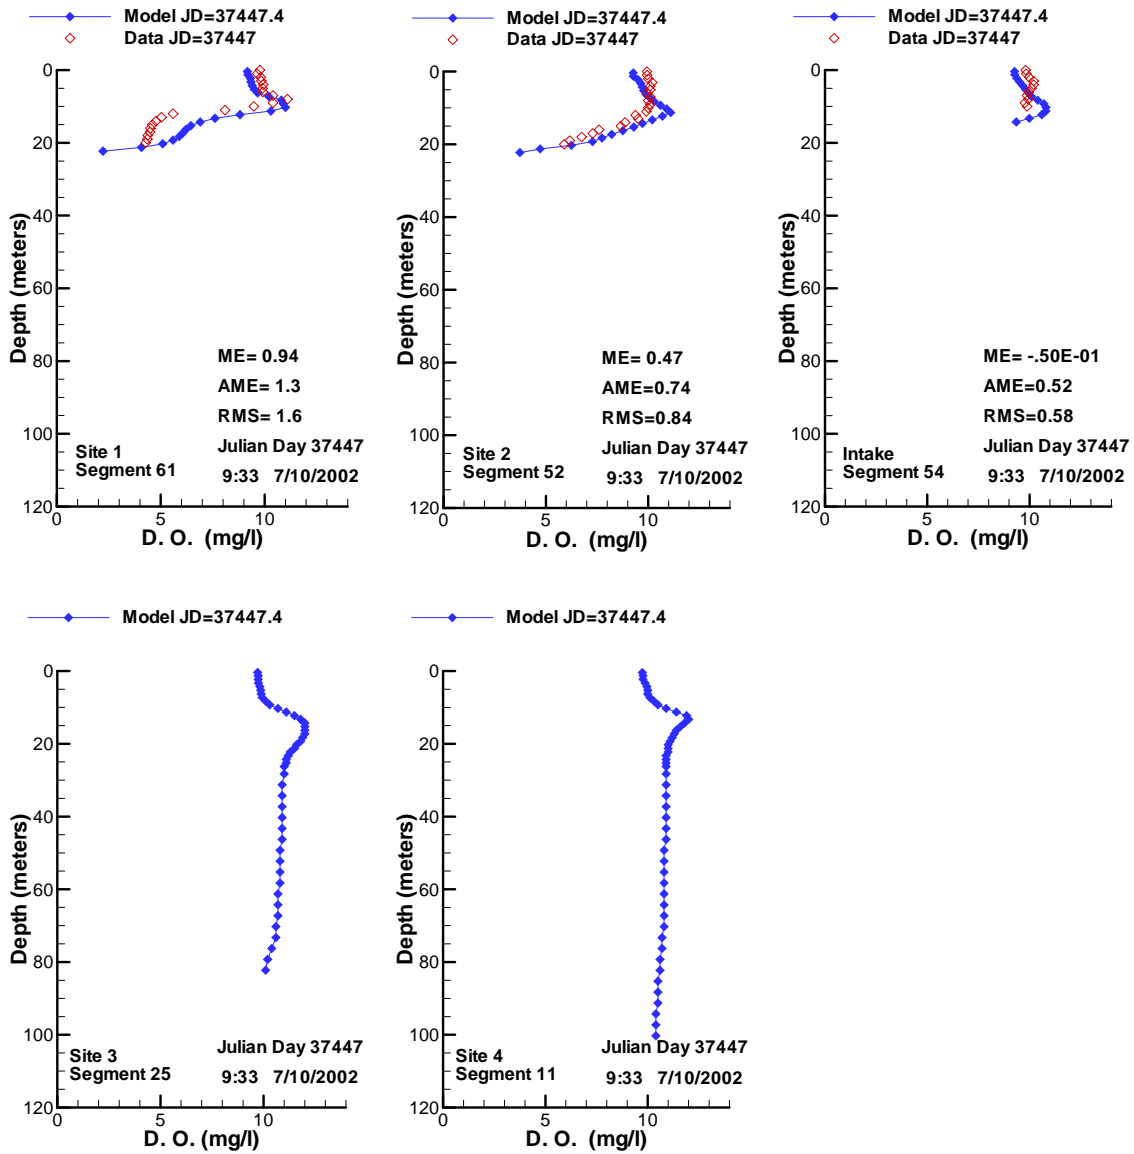 Model JD=37447.4
Data JD=37447
0
20
40
60
80
100
120
Depth (meters)
ME= 0.94
AME= 1.3
RMS= 1.6
Julian Day 37447
9:33 7/10/2002
Site 1
Segment 61
0 5 10
D. O. (mg/l)
Model JD=37447.4
Data JD=37447
0
20
40
60
80
100
120
Depth (meters)
ME= 0.47
AME=0.74
RMS=0.84
Julian Day 37447
9:33 7/10/2002
Site 2
Segment 52
0 5 10
D. O. (mg/l)
Model JD=37447.4
Data JD=37447
0
20
40
60
80
100
120
Depth (meters)
ME= -.50E-01
AME=0.52
RMS=0.58
Julian Day 37447
9:33 7/10/2002
Intake
Segment 54
0 5 10
D. O. (mg/l)
Model JD=37447.4
0
20
40
60
80
100
120
Depth (meters)
Julian Day 37447
9:33 7/10/2002
Site 3
Segment 25
0 5 10
D. O. (mg/l)
Model JD=37447.4
0
20
40
60
80
100
120
Depth (meters)
Julian Day 37447
9:33 7/10/2002
Site 4
Segment 11
0 5 10
D. O. (mg/l)